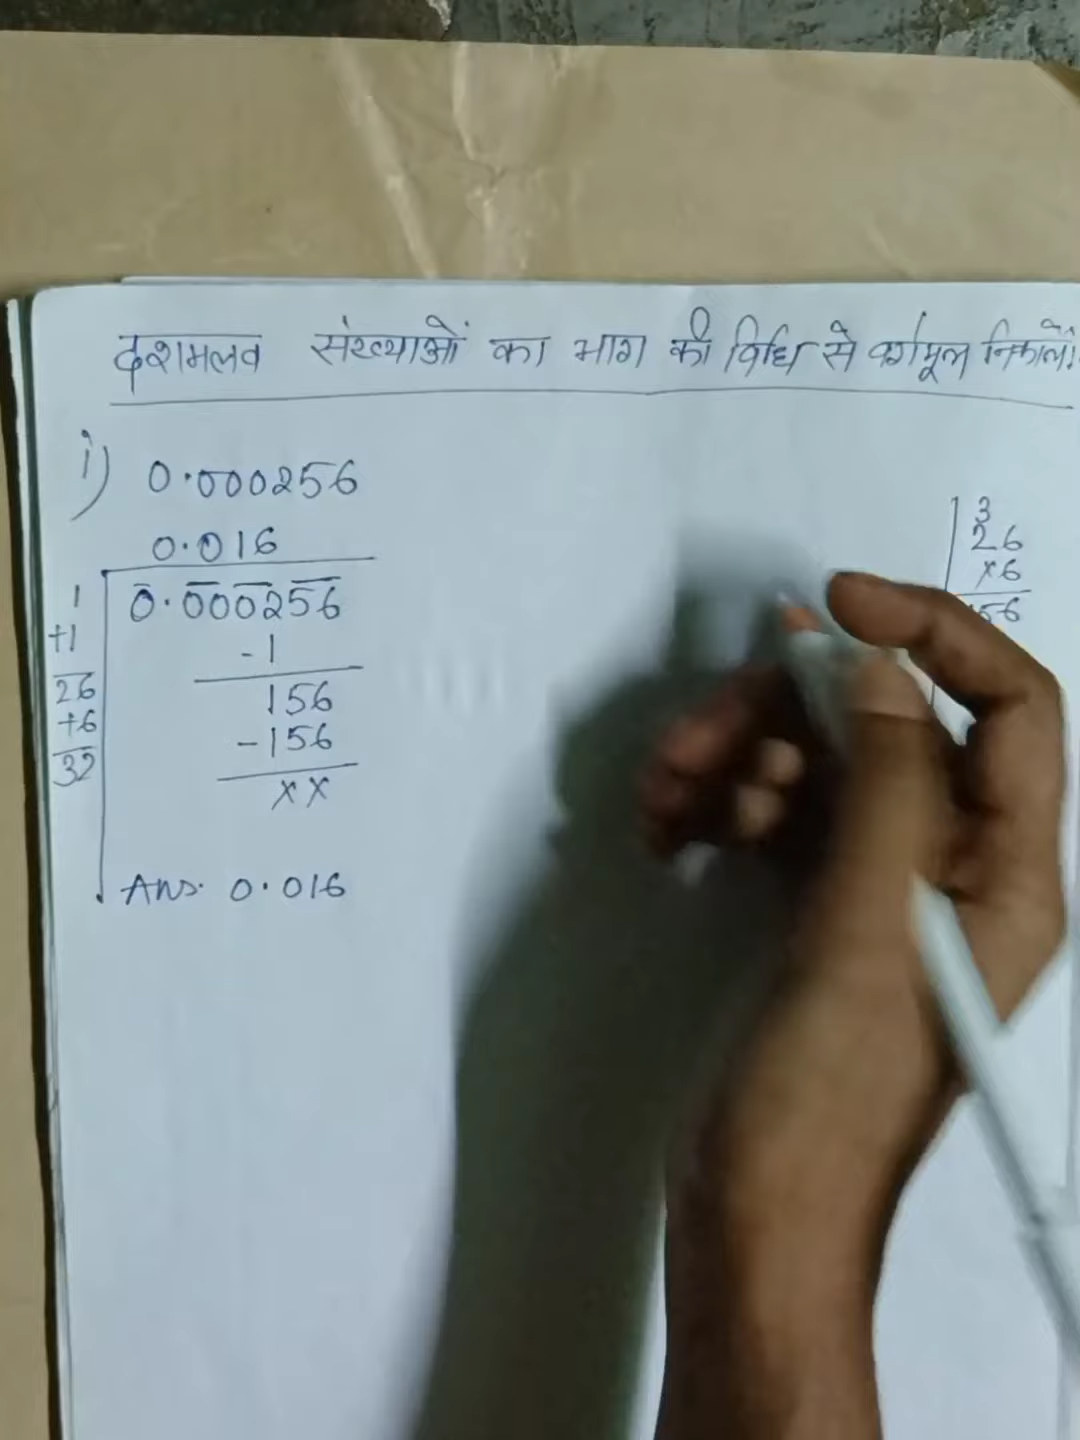 दशमलव संख्याओं का भाग की विधि से वर्गमूल निकालें:
i) 0.000256
0.016
1 0.000256
+1 -1
26 156
+6 -156
32 xx
Ans. 0.016
3
26
x6
156